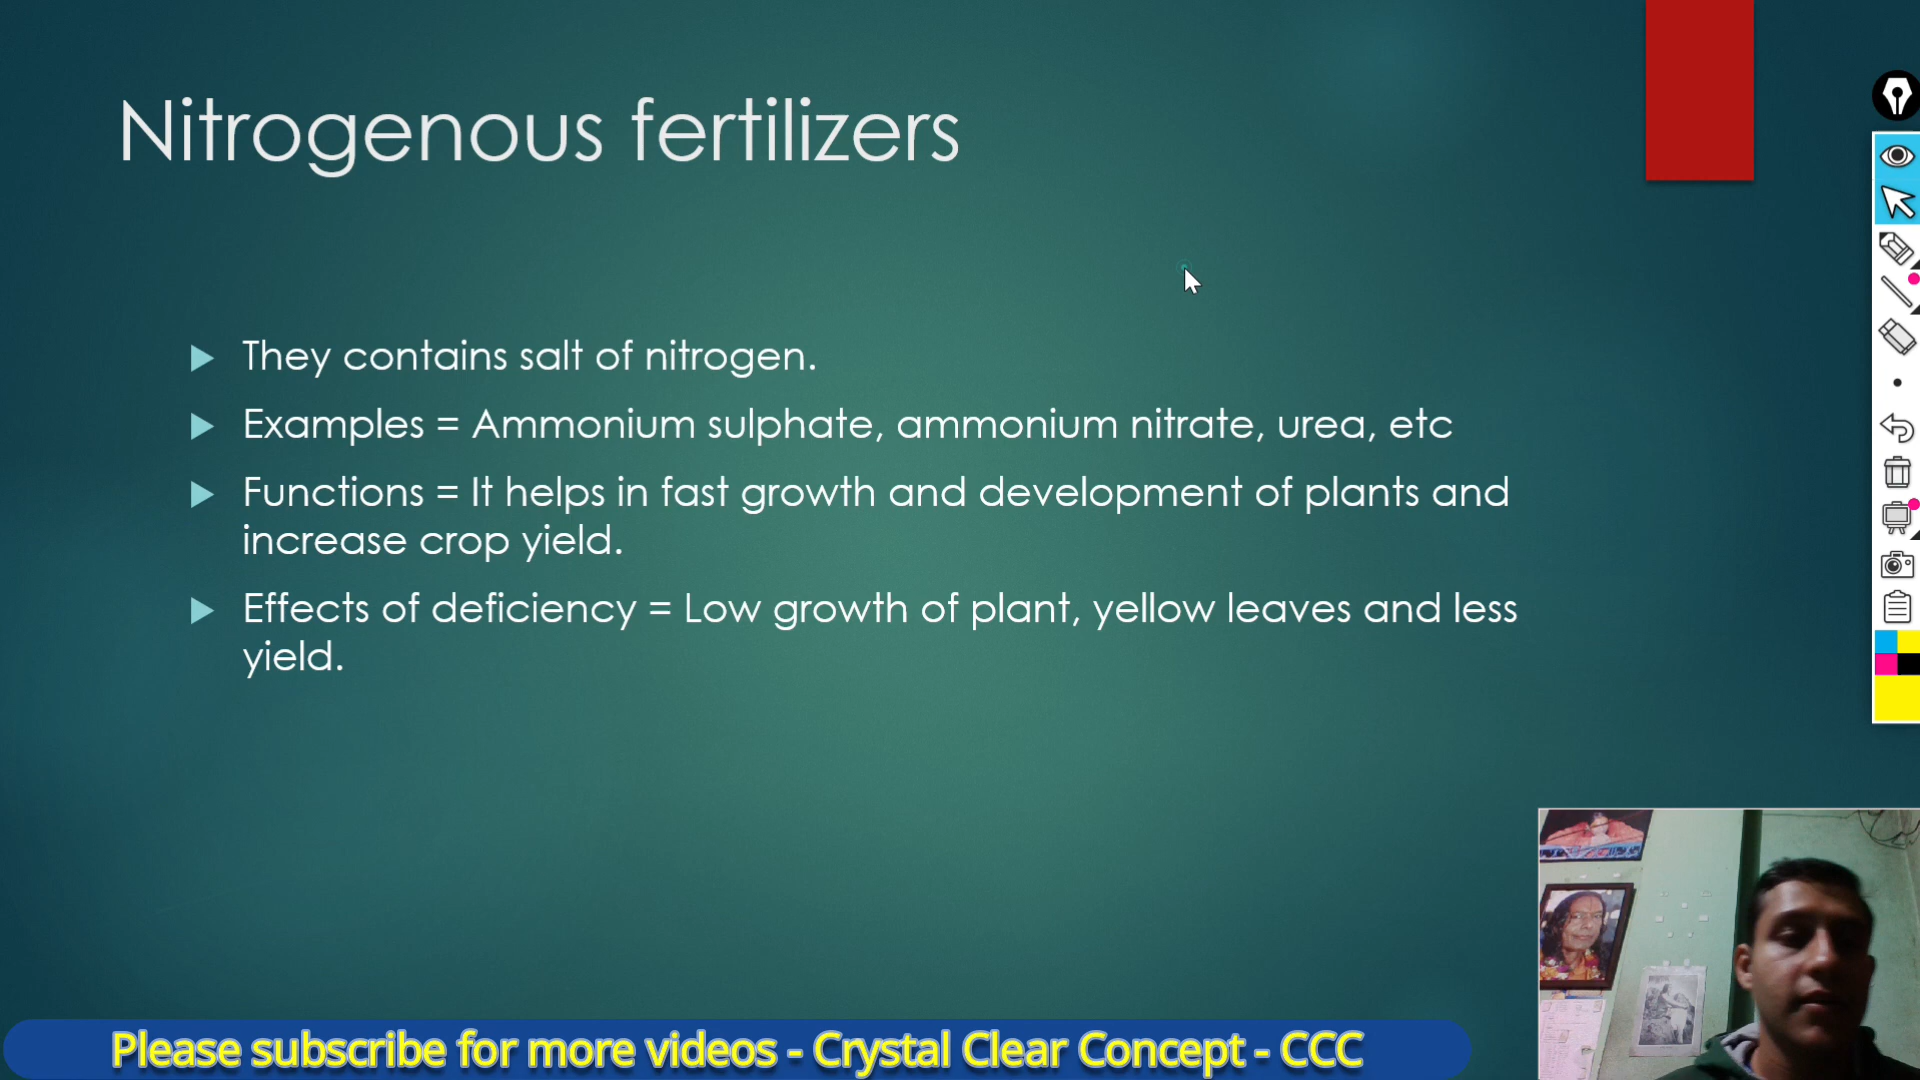 Nitrogenous fertilizers
They contains salt of nitrogen.
Examples = Ammonium sulphate, ammonium nitrate, urea, etc
Functions = It helps in fast growth and development of plants and
increase crop yield.
Effects of deficiency = Low growth of plant, yellow leaves and less
yield.
Please subscribe for more videos - Crystal Clear Concept - CCC